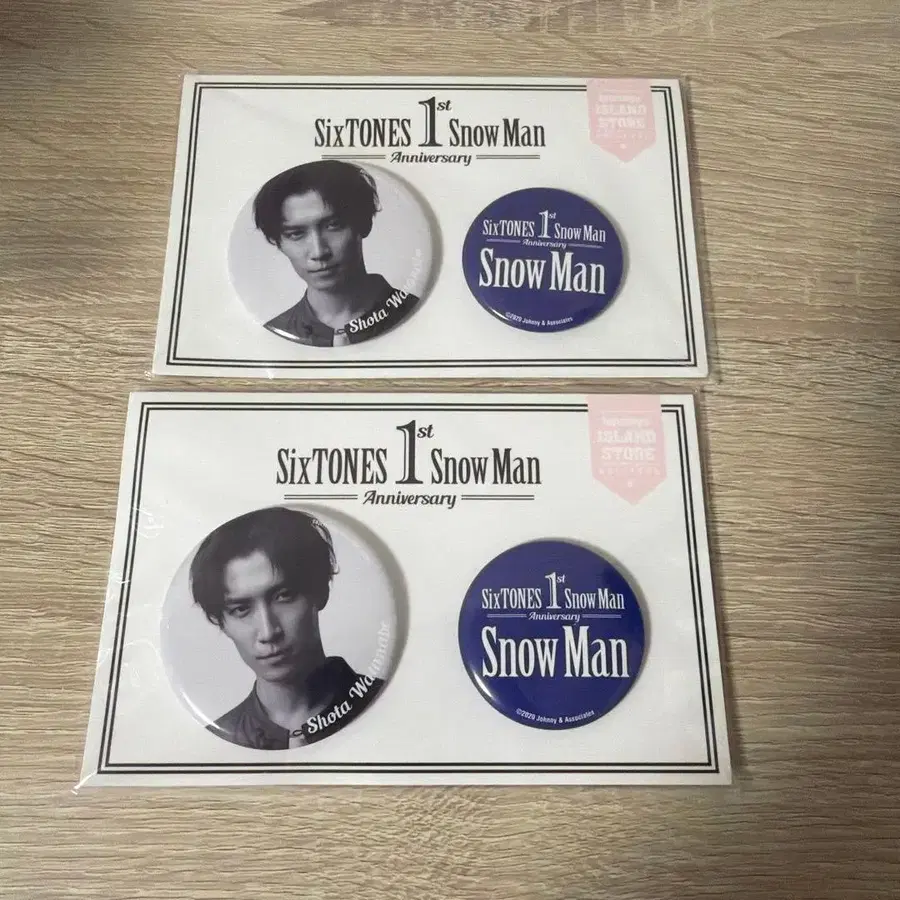 SixTONES 1st Snow Man
Anniversary
ISLAND
STORE
Shota Watanabe
SixTONES 1st Snow Man
Anniversary
Snow Man
©2020 Johnny & Associates
SixTONES 1st Snow Man
Anniversary
ISLAND
STORE
Shota Watanabe
SixTONES 1st Snow Man
Anniversary
Snow Man
©2020 Johnny & Associates